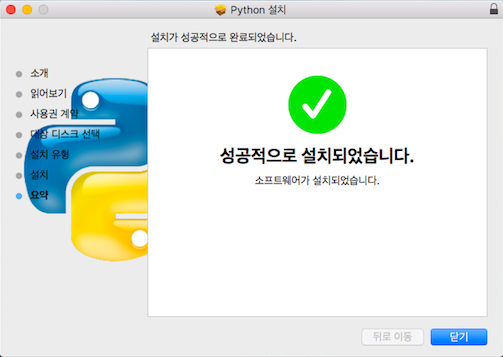 Python 설치
설치가 성공적으로 완료되었습니다.
소개
읽어보기
사용권 계약
대상 디스크 선택
설치 유형
설치
요약
성공적으로 설치되었습니다.
소프트웨어가 설치되었습니다.
뒤로 이동
닫기